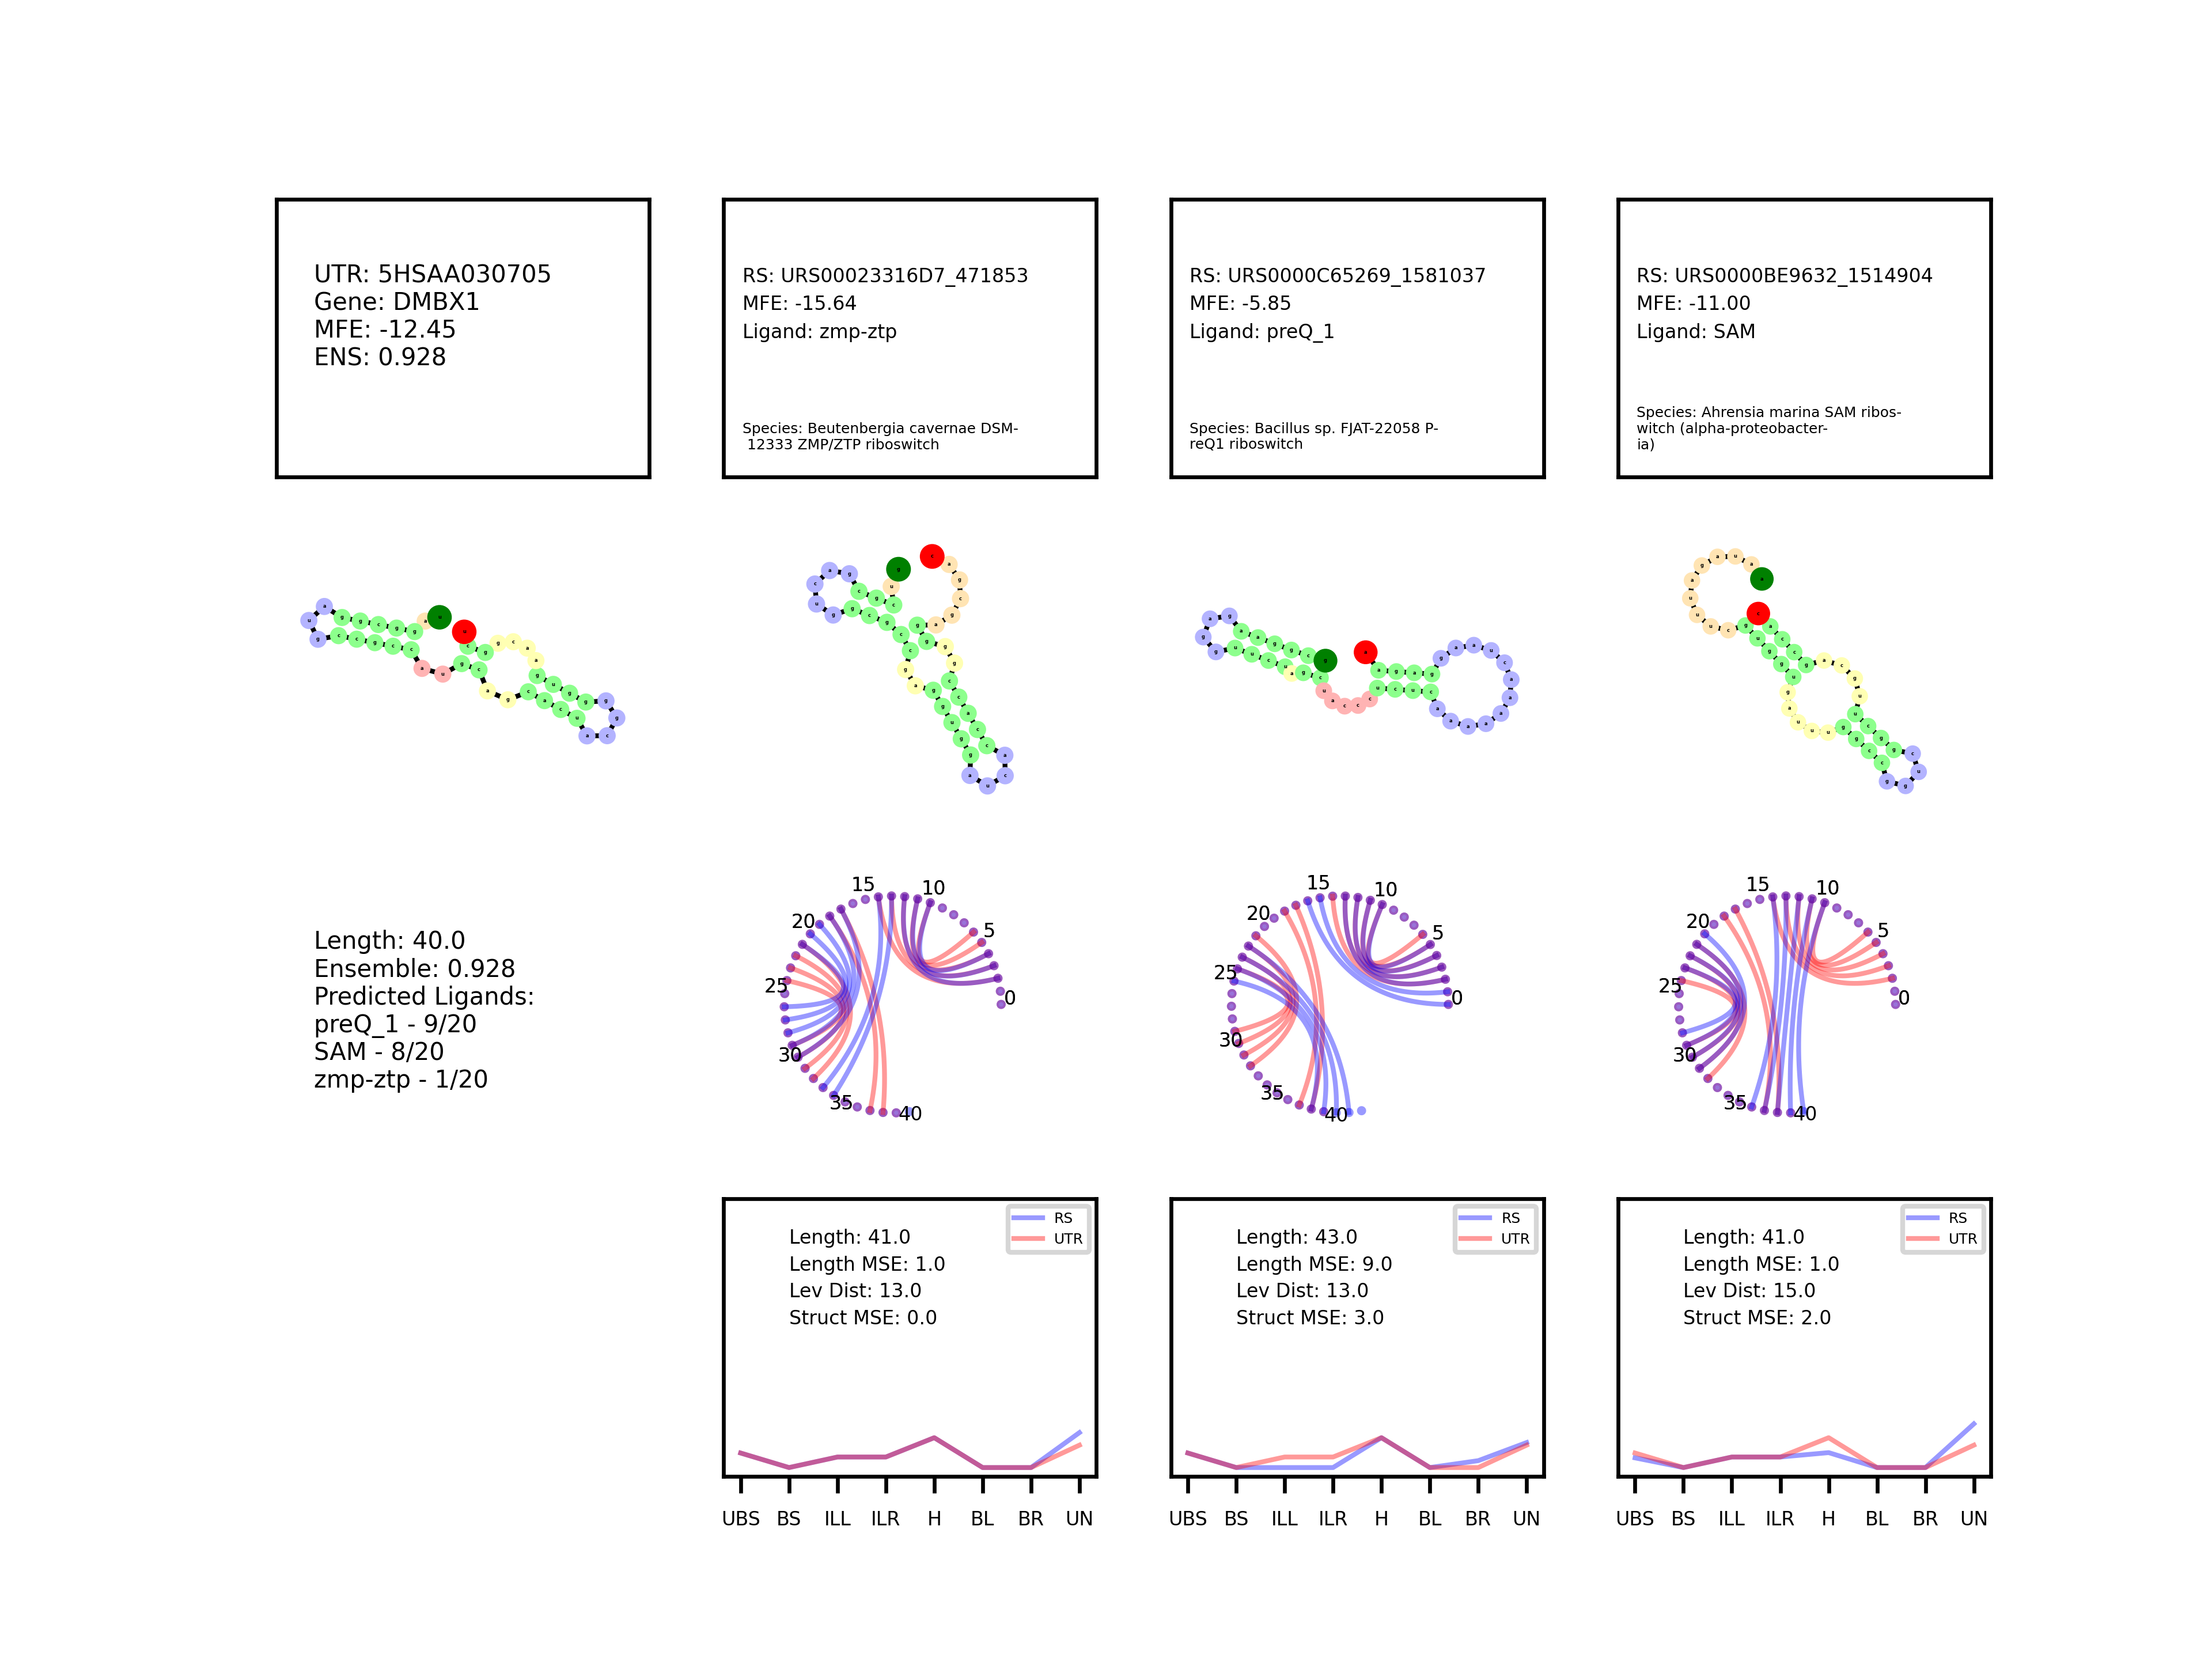 UTR: 5HSAA030705
Gene: DMBX1
MFE: -12.45
ENS: 0.928
RS: URS00023316D7_471853
MFE: -15.64
Ligand: zmp-ztp
Species: Beutenbergia cavernae DSM-
12333 ZMP/ZTP riboswitch
RS: URS0000C65269_1581037
MFE: -5.85
Ligand: preQ_1
Species: Bacillus sp. FJAT-22058 P-
reQ1 riboswitch
RS: URS0000BE9632_1514904
MFE: -11.00
Ligand: SAM
Species: Ahrensia marina SAM ribos-
witch (alpha-proteobacter-
ia)
Length: 40.0
Ensemble: 0.928
Predicted Ligands:
preQ_1 - 9/20
SAM - 8/20
zmp-ztp - 1/20
0
5
10
15
20
25
30
35
40
0
5
10
15
20
25
30
35
40
0
5
10
15
20
25
30
35
40
RS
UTR
Length: 41.0
Length MSE: 1.0
Lev Dist: 13.0
Struct MSE: 0.0
UBS BS ILL ILR H BL BR UN
RS
UTR
Length: 43.0
Length MSE: 9.0
Lev Dist: 13.0
Struct MSE: 3.0
UBS BS ILL ILR H BL BR UN
RS
UTR
Length: 41.0
Length MSE: 1.0
Lev Dist: 15.0
Struct MSE: 2.0
UBS BS ILL ILR H BL BR UN